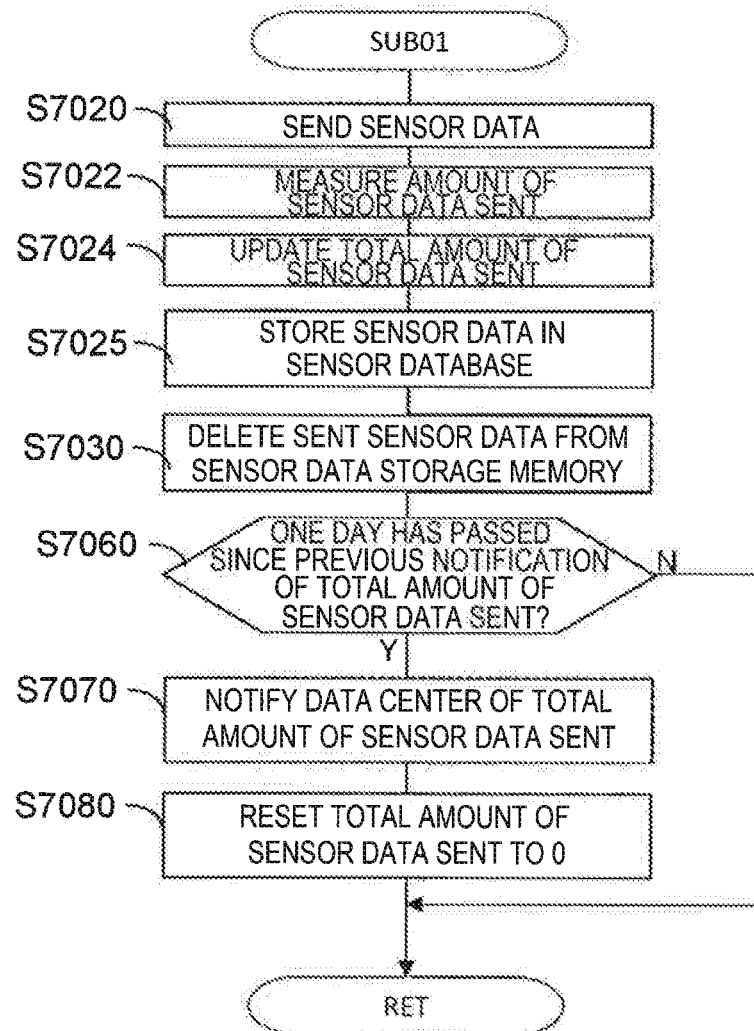 SUB01
S7020
SEND SENSOR DATA
S7022
MEASURE AMOUNT OF
SENSOR DATA SENT
S7024
UPDATE TOTAL AMOUNT OF
SENSOR DATA SENT
S7025
STORE SENSOR DATA IN
SENSOR DATABASE
S7030
DELETE SENT SENSOR DATA FROM
SENSOR DATA STORAGE MEMORY
S7060
ONE DAY HAS PASSED
SINCE PREVIOUS NOTIFICATION
OF TOTAL AMOUNT OF
SENSOR DATA SENT?
N
Y
S7070
NOTIFY DATA CENTER OF TOTAL
AMOUNT OF SENSOR DATA SENT
S7080
RESET TOTAL AMOUNT OF
SENSOR DATA SENT TO 0
RET